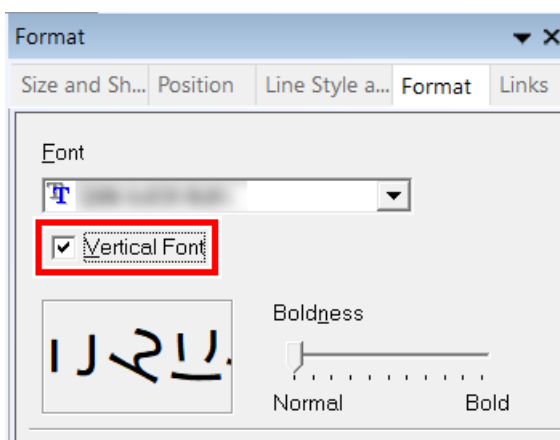 Format
Size and Sh... Position Line Style a... Format Links
Font
Vertical Font
Boldness
Normal Bold